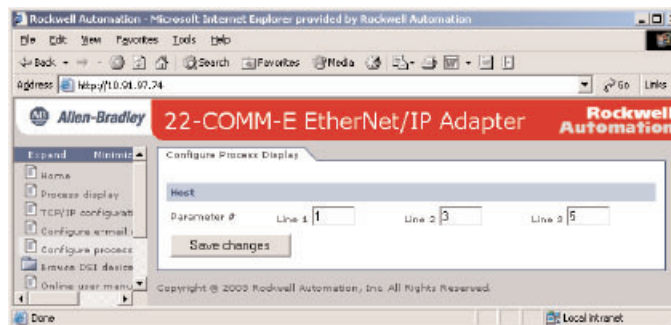 Rockwell Automation - Microsoft Internet Explorer provided by Rockwell Automation
File Edit View Favorites Tools Help
Back Search Favorites Media
Address http://10.91.97.74 Go Links
AB Allen-Bradley 22-COMM-E EtherNet/IP Adapter Rockwell Automation
Expand Minimiz
Configure Process Display
Home
Process display
TCP/IP configurati
Configure e-mail
Configure process
Browse DSI device
Online user manu
Host
Parameter # Line 1 1 Line 2 3 Line 3 5
Save changes
Copyright © 2003 Rockwell Automation, Inc. All Rights Reserved.
Done Local intranet